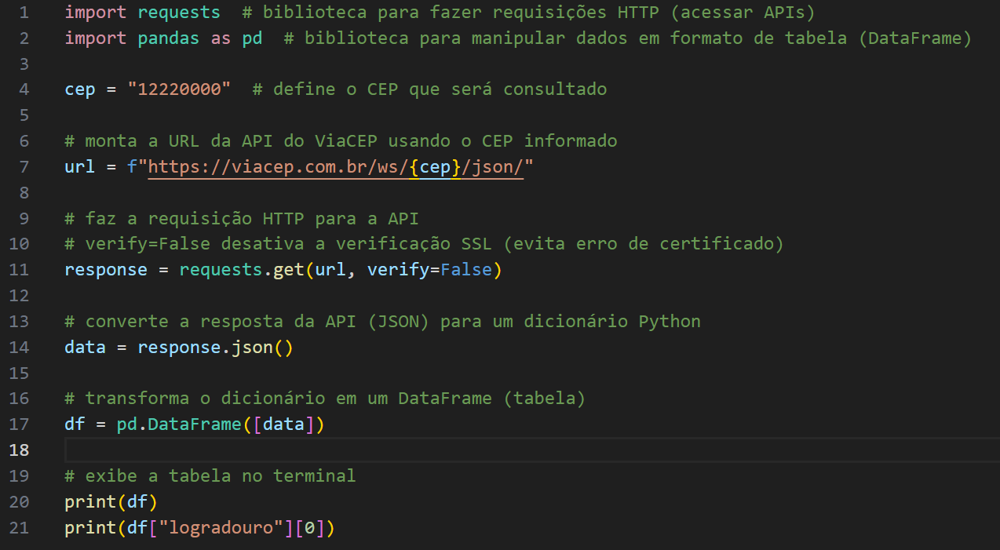 1 import requests  # biblioteca para fazer requisições HTTP (acessar APIs)
2 import pandas as pd  # biblioteca para manipular dados em formato de tabela (DataFrame)
3
4 cep = "12220000"  # define o CEP que será consultado
5
6 # monta a URL da API do ViaCEP usando o CEP informado
7 url = f"https://viacep.com.br/ws/{cep}/json/"
8
9 # faz a requisição HTTP para a API
10 # verify=False desativa a verificação SSL (evita erro de certificado)
11 response = requests.get(url, verify=False)
12
13 # converte a resposta da API (JSON) para um dicionário Python
14 data = response.json()
15
16 # transforma o dicionário em um DataFrame (tabela)
17 df = pd.DataFrame([data])
18
19 # exibe a tabela no terminal
20 print(df)
21 print(df["logradouro"][0])